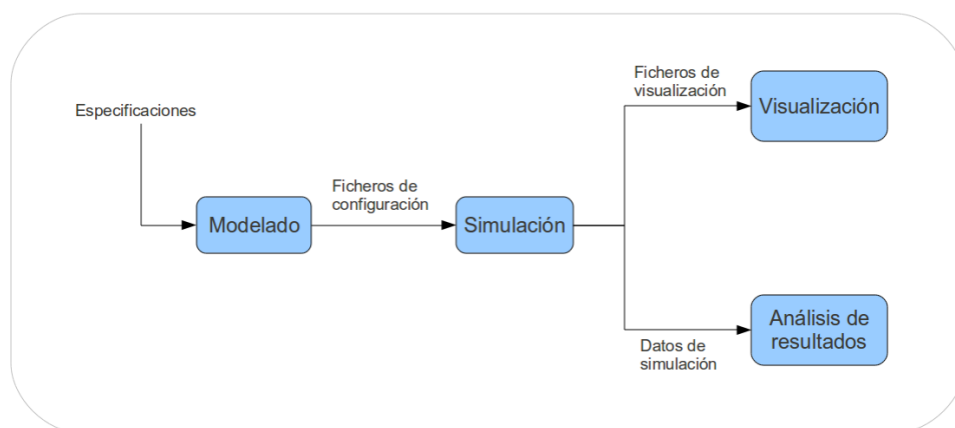 Especificaciones
Modelado
Ficheros de
configuración
Simulación
Ficheros de
visualización
Visualización
Datos de
simulación
Análisis de
resultados